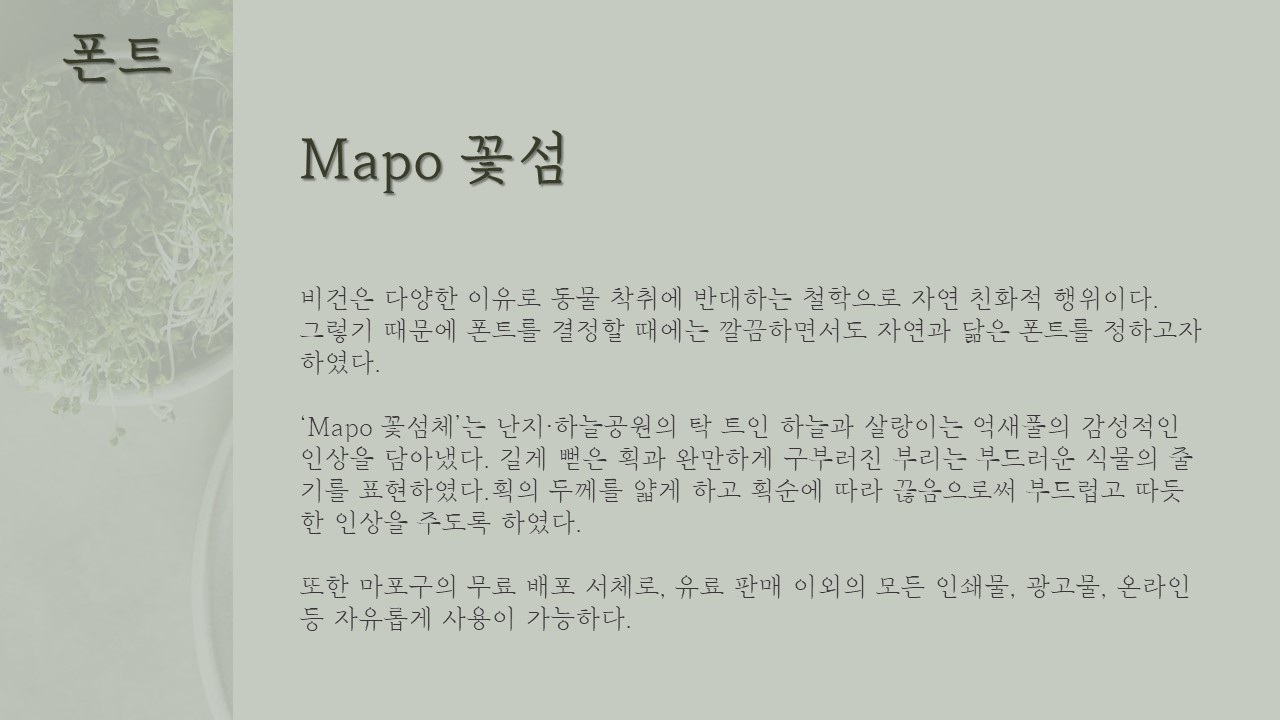 폰트
Mapo 꽃섬
비건은 다양한 이유로 동물 착취에 반대하는 철학으로 자연 친화적 행위이다.
그렇기 때문에 폰트를 결정할 때에는 깔끔하면서도 자연과 닮은 폰트를 정하고자
하였다.
‘Mapo 꽃섬체’는 난지·하늘공원의 탁 트인 하늘과 살랑이는 억새풀의 감성적인
인상을 담아냈다. 길게 뻗은 획과 완만하게 구부러진 부리는 부드러운 식물의 줄
기를 표현하였다.획의 두께를 얇게 하고 획순에 따라 끊음으로써 부드럽고 따듯
한 인상을 주도록 하였다.
또한 마포구의 무료 배포 서체로, 유료 판매 이외의 모든 인쇄물, 광고물, 온라인
등 자유롭게 사용이 가능하다.